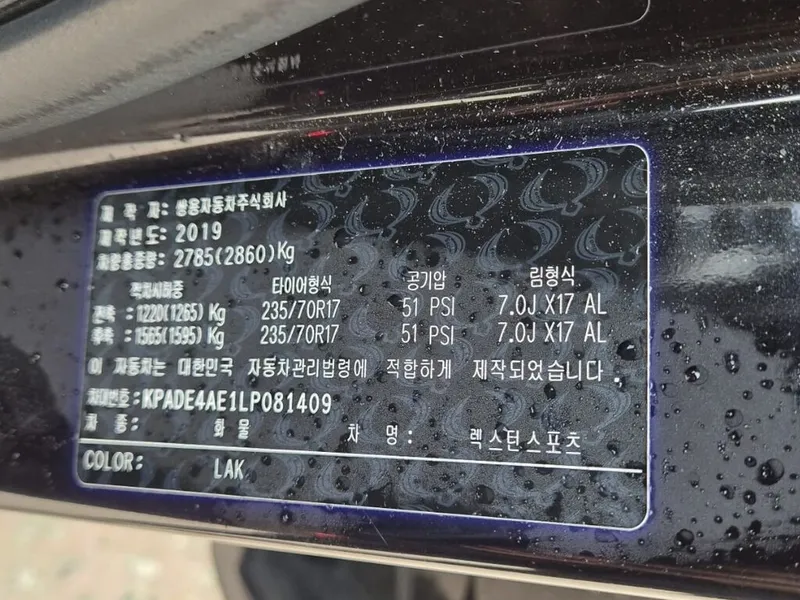 제 작 자: 쌍용자동차주식회사
제작년도: 2019
차량총중량: 2785(2860)Kg
적차시하중 타이어형식 공기압 림형식
전축 : 1220(1265) Kg 235/70R17 51 PSI 7.0J X17 AL
후축 : 1565(1595) Kg 235/70R17 51 PSI 7.0J X17 AL
이 자동차는 대한민국 자동차관리법령에 적합하게 제작되었습니다.
차대번호:KPADE4AE1LP081409
차 종: 화 물 차 명: 렉스턴스포츠
COLOR: LAK